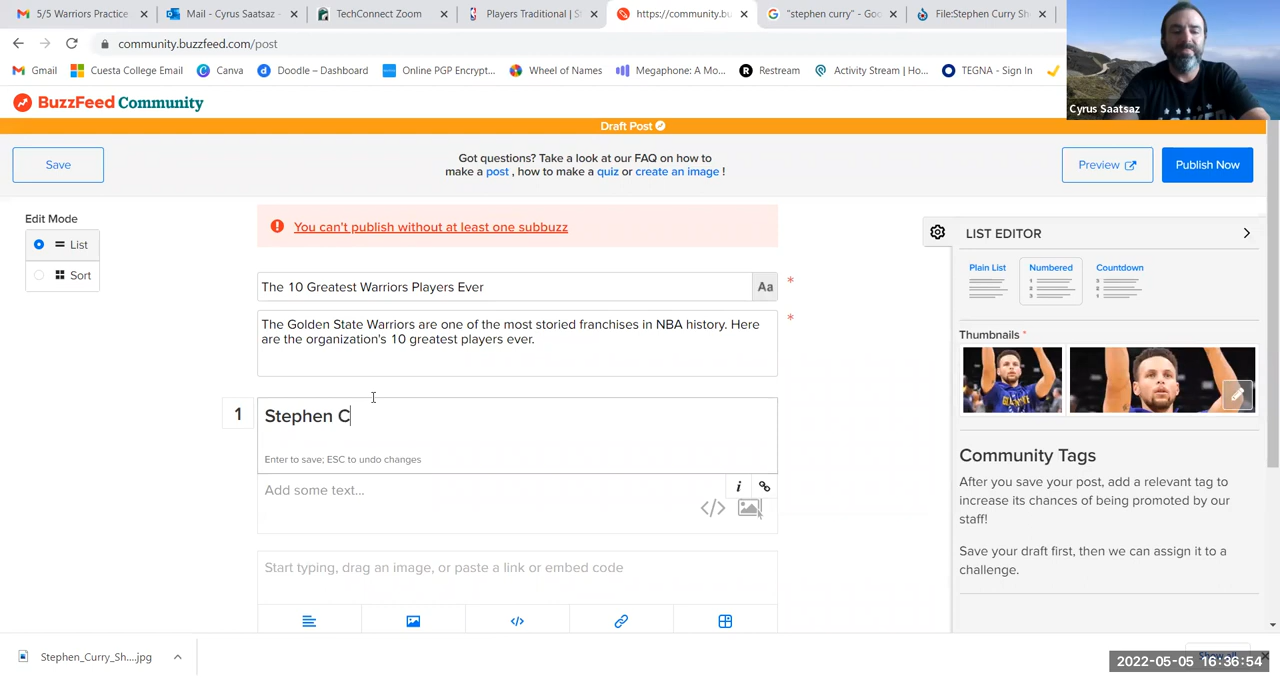 5/5 Warriors Practice
Mail - Cyrus Saatsaz -
TechConnect Zoom
Players Traditional | S
https://community.bu
"stephen curry" - Goo
File:Stephen Curry Sh
community.buzzfeed.com/post
Gmail
Cuesta College Email
Canva
Doodle – Dashboard
Online PGP Encrypt...
Wheel of Names
Megaphone: A Mo...
Restream
Activity Stream | Ho...
TEGNA - Sign In
Cyrus Saatsaz
BuzzFeed Community
Draft Post
Save
Got questions? Take a look at our FAQ on how to
make a post , how to make a quiz or create an image !
Preview
Publish Now
Edit Mode
List
Sort
You can't publish without at least one subbuzz
The 10 Greatest Warriors Players Ever
Aa
*
The Golden State Warriors are one of the most storied franchises in NBA history. Here
are the organization's 10 greatest players ever.
*
1
Stephen C
Enter to save; ESC to undo changes
Add some text...
i
</>
Start typing, drag an image, or paste a link or embed code
</>
LIST EDITOR
Plain List
Numbered
Countdown
Thumbnails *
Community Tags
After you save your post, add a relevant tag to
increase its chances of being promoted by our
staff!
Save your draft first, then we can assign it to a
challenge.
Stephen_Curry_Sh....jpg
Show all
2022-05-05 16:36:54